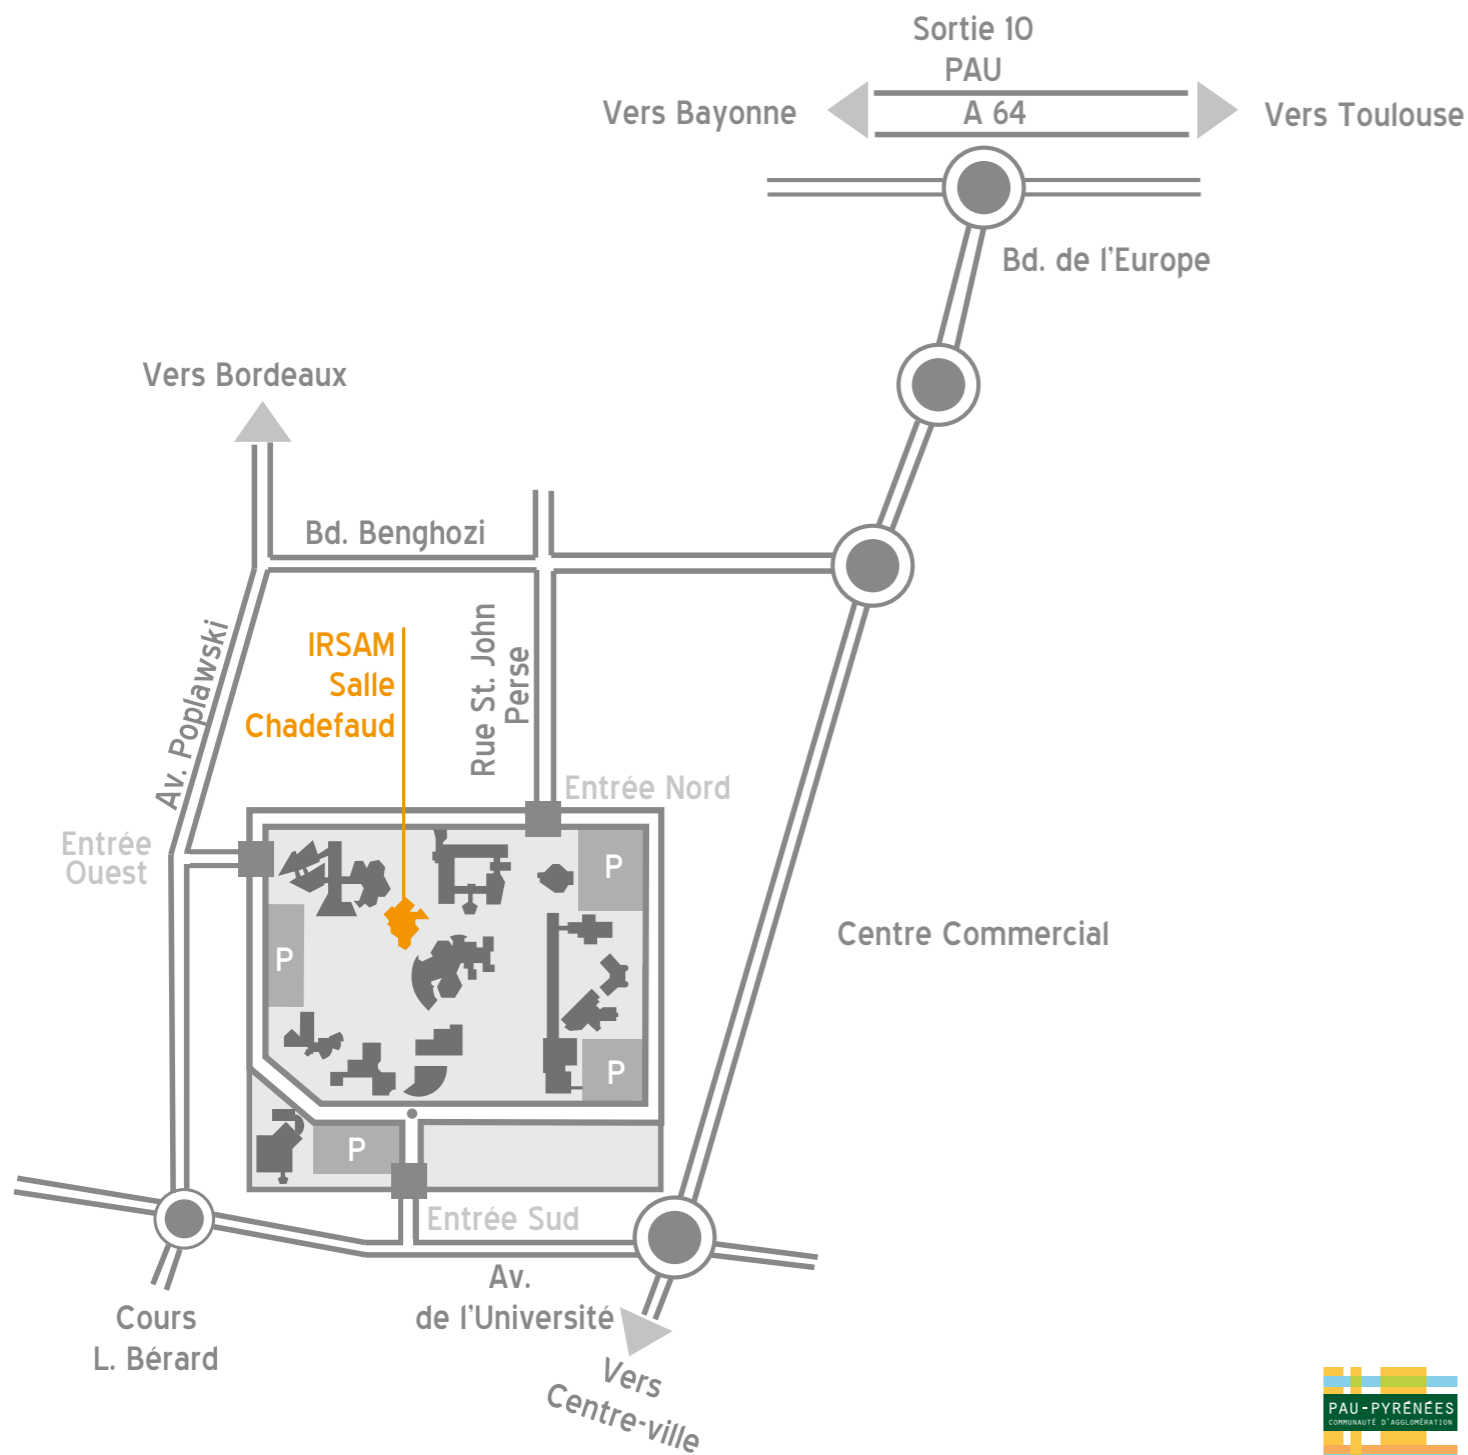 Sortie 10
PAU
Vers Bayonne
A 64
Vers Toulouse
Bd. de l'Europe
Vers Bordeaux
Bd. Benghozi
Av. Poplawski
IRSAM
Salle
Chadefaud
Rue St. John
Perse
Entrée Nord
Entrée
Ouest
P
P
Centre Commercial
P
P
Entrée Sud
Av.
de l'Université
Cours
L. Bérard
Vers
Centre-ville
PAU-PYRÉNÉES
COMMUNAUTÉ D'AGGLOMÉRATION